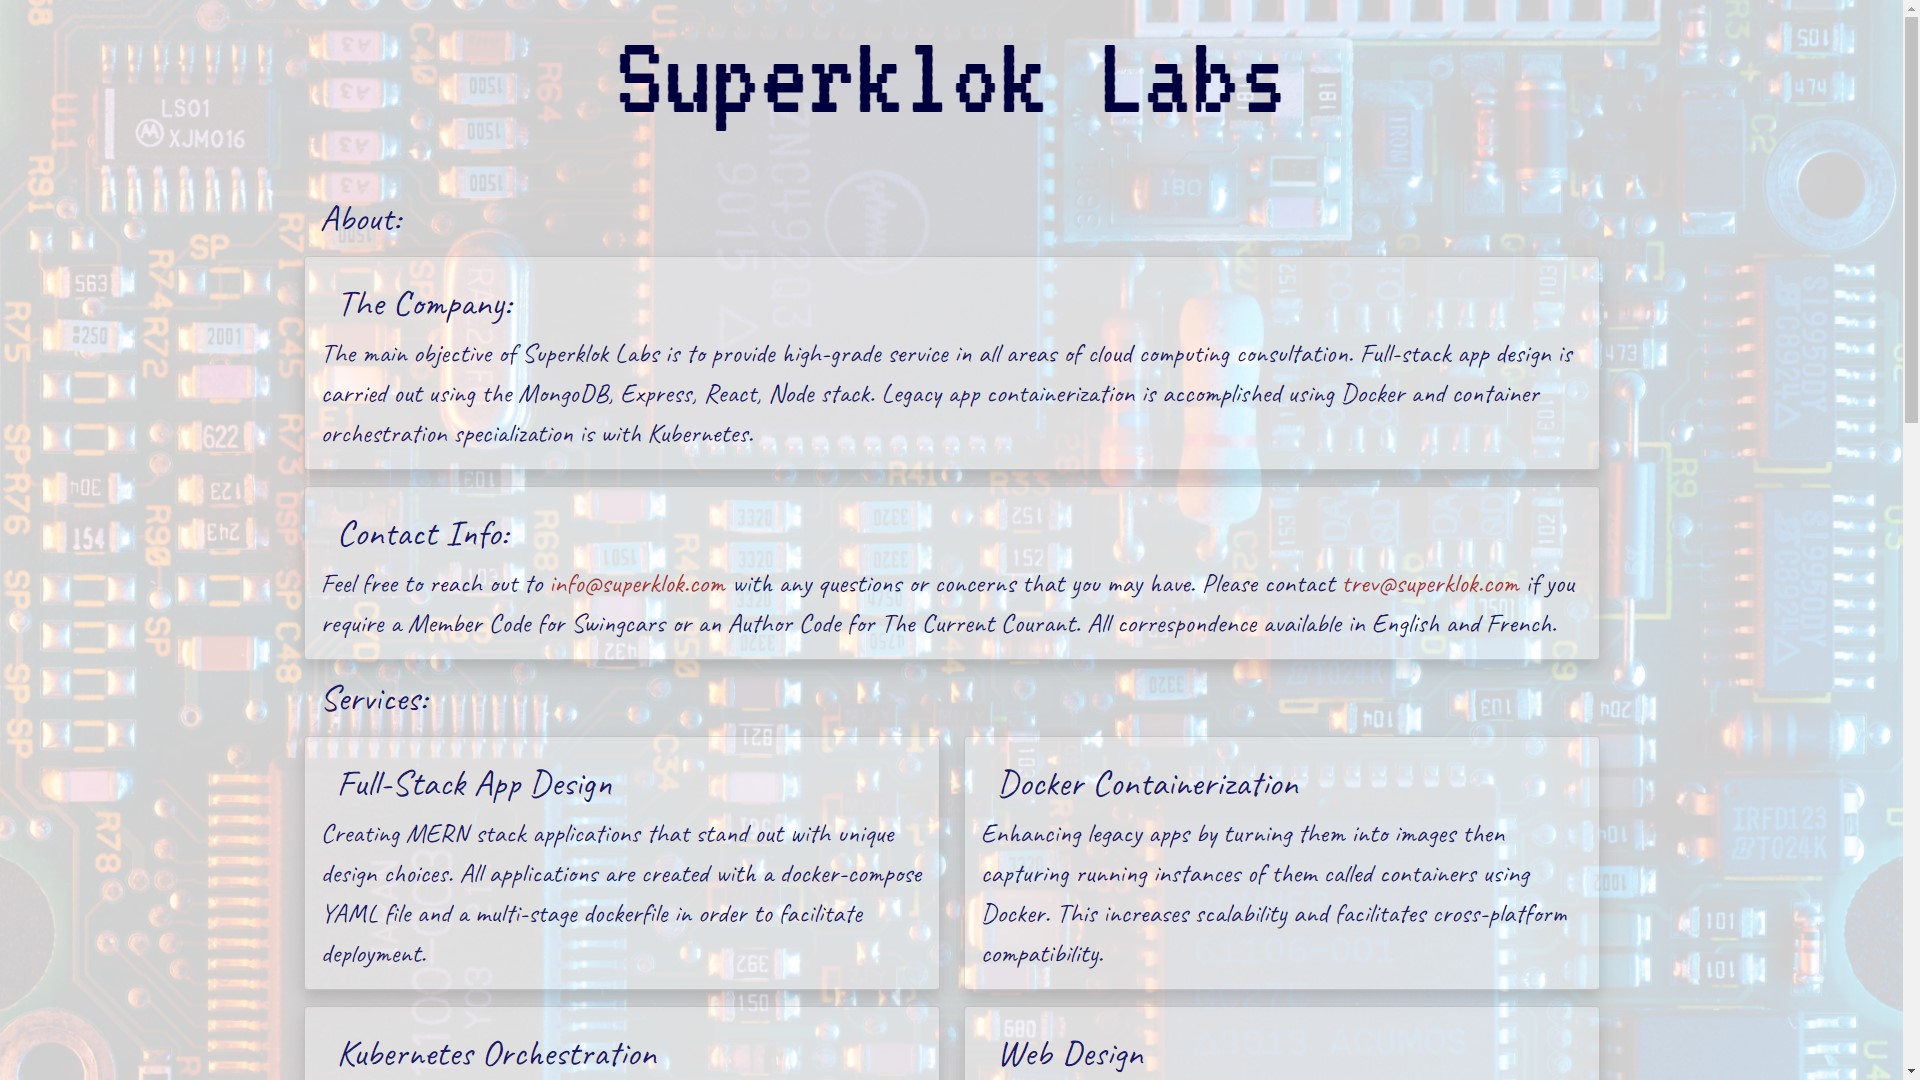 Superklok Labs
About:
The Company:
The main objective of Superklok Labs is to provide high-grade service in all areas of cloud computing consultation. Full-stack app design is
carried out using the MongoDB, Express, React, Node stack. Legacy app containerization is accomplished using Docker and container
orchestration specialization is with Kubernetes.
Contact Info:
Feel free to reach out to info@superklok.com with any questions or concerns that you may have. Please contact trev@superklok.com if you
require a Member Code for Swingcars or an Author Code for The Current Courant. All correspondence available in English and French.
Services:
Full-Stack App Design
Creating MERN stack applications that stand out with unique
design choices. All applications are created with a docker-compose
YAML file and a multi-stage dockerfile in order to facilitate
deployment.
Docker Containerization
Enhancing legacy apps by turning them into images then
capturing running instances of them called containers using
Docker. This increases scalability and facilitates cross-platform
compatibility.
Kubernetes Orchestration
Web Design